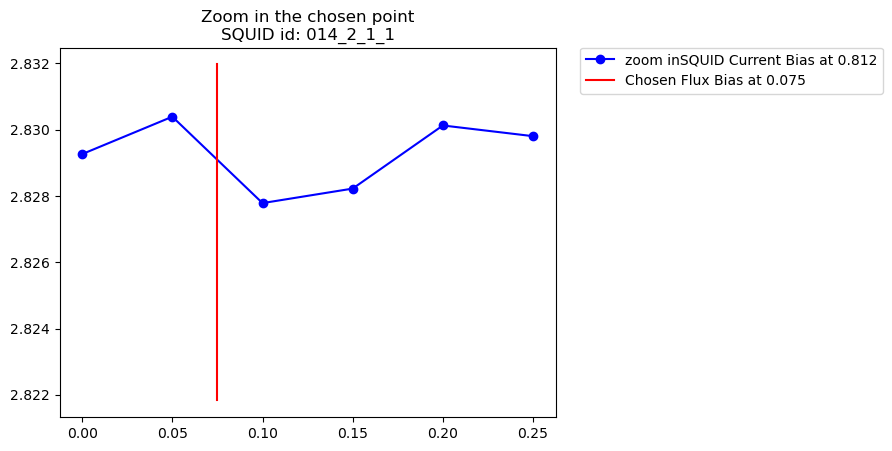 Zoom in the chosen point
SQUID id: 014_2_1_1
zoom inSQUID Current Bias at 0.812
Chosen Flux Bias at 0.075
2.832
2.830
2.828
2.826
2.824
2.822
0.00 0.05 0.10 0.15 0.20 0.25